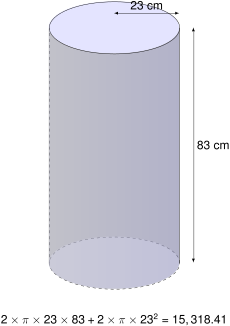 23 cm
83 cm
2 × π × 23 × 83 + 2 × π × 23² = 15,318.41